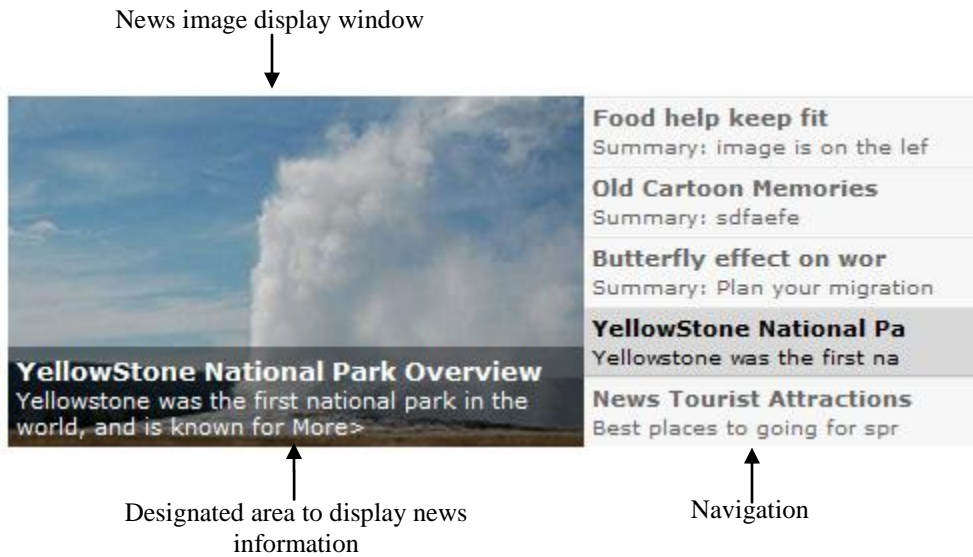 News image display window
Food help keep fit
Summary: image is on the lef
Old Cartoon Memories
Summary: sdfaefe
Butterfly effect on wor
Summary: Plan your migration
YellowStone National Pa
Yellowstone was the first na
News Tourist Attractions
Best places to going for spr
YellowStone National Park Overview
Yellowstone was the first national park in the
world, and is known for More>
Designated area to display news
information
Navigation